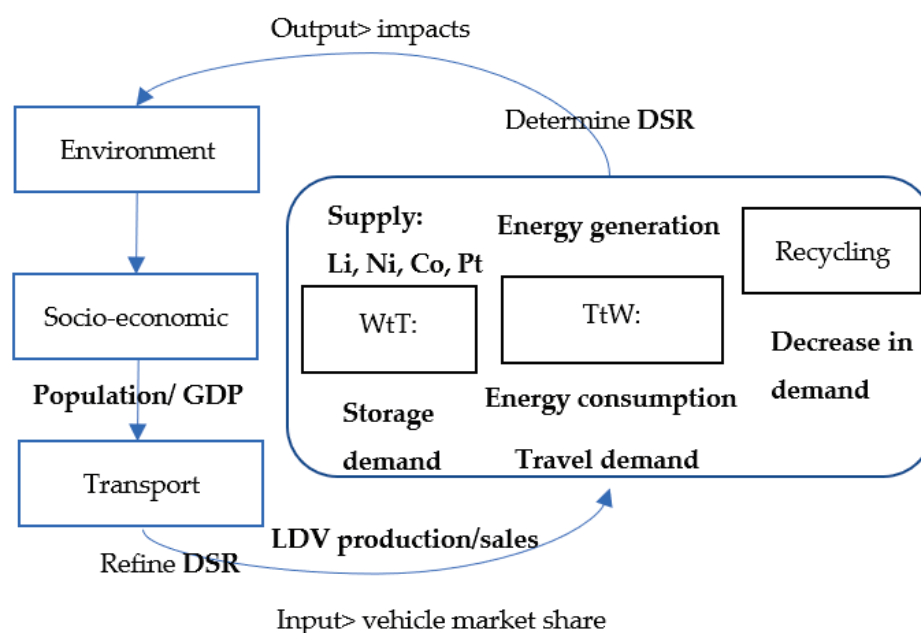 Output> impacts
Determine DSR
Environment
Socio-economic
Population/ GDP
Transport
Refine DSR
Supply:
Li, Ni, Co, Pt
WtT:
Storage
demand
Energy generation
TtW:
Energy consumption
Travel demand
Recycling
Decrease in
demand
LDV production/sales
Input> vehicle market share